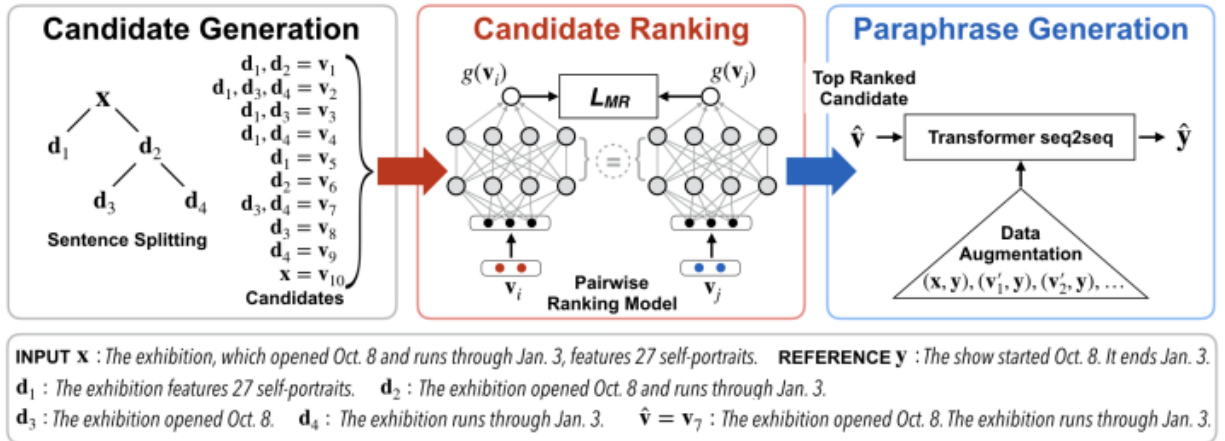 Candidate Generation
x
d₁ d₂
d₃ d₄
Sentence Splitting
d₁, d₂ = v₁
d₁, d₃, d₄ = v₂
d₁, d₃ = v₃
d₁, d₄ = v₄
d₁ = v₅
d₂ = v₆
d₃, d₄ = v₇
d₃ = v₈
d₄ = v₉
x = v₁₀
Candidates
Candidate Ranking
g(vᵢ) L_MR g(vⱼ)
=
vᵢ Pairwise Ranking Model vⱼ
Paraphrase Generation
Top Ranked
Candidate
v̂ Transformer seq2seq ŷ
Data
Augmentation
(x, y), (v′₁, y), (v′₂, y), …
INPUT x : The exhibition, which opened Oct. 8 and runs through Jan. 3, features 27 self-portraits. REFERENCE y : The show started Oct. 8. It ends Jan. 3.
d₁ : The exhibition features 27 self-portraits. d₂ : The exhibition opened Oct. 8 and runs through Jan. 3.
d₃ : The exhibition opened Oct. 8. d₄ : The exhibition runs through Jan. 3. v̂ = v₇ : The exhibition opened Oct. 8. The exhibition runs through Jan. 3.